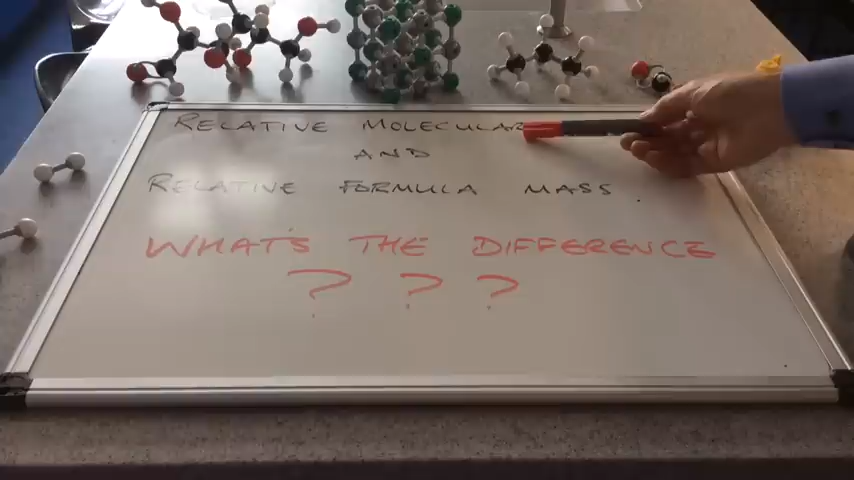 RELATIVE MOLECULAR
AND
RELATIVE FORMULA MASS.
WHAT'S THE DIFFERENCE
? ? ?